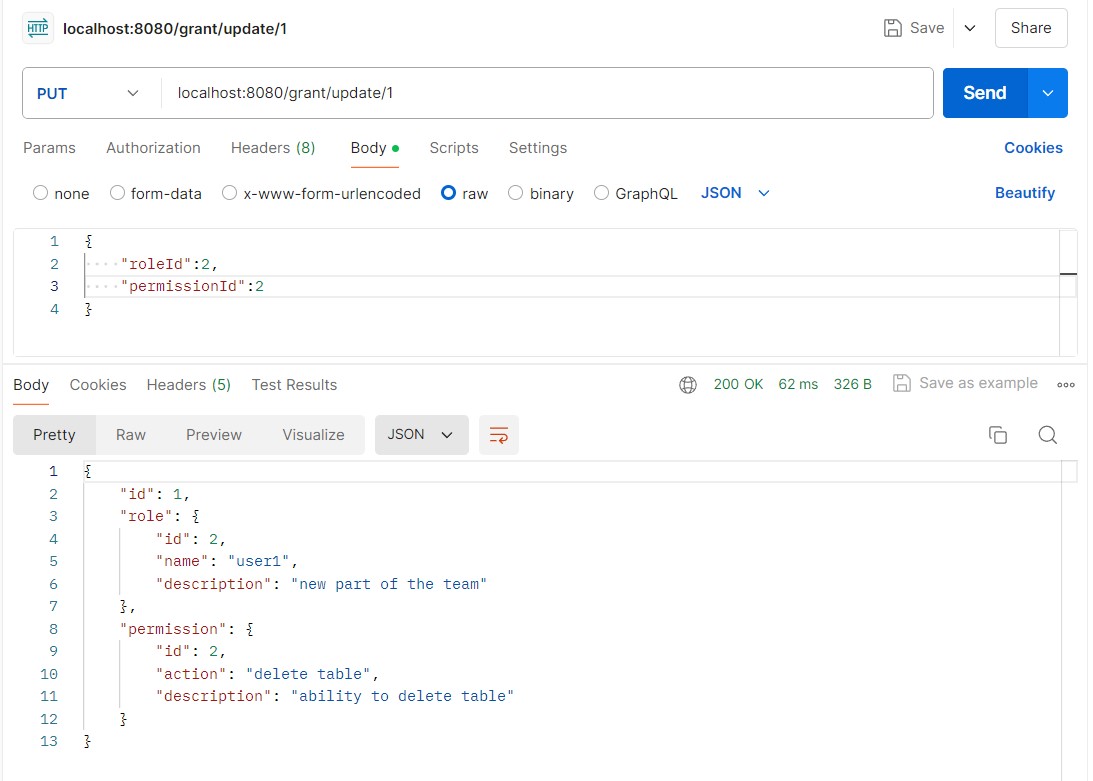 HTTP localhost:8080/grant/update/1 Save Share
PUT localhost:8080/grant/update/1 Send
Params Authorization Headers (8) Body Scripts Settings Cookies
none form-data x-www-form-urlencoded raw binary GraphQL JSON Beautify
1 {
2 "roleId":2,
3 "permissionId":2
4 }
Body Cookies Headers (5) Test Results 200 OK 62 ms 326 B Save as example
Pretty Raw Preview Visualize JSON
1 {
2 "id": 1,
3 "role": {
4 "id": 2,
5 "name": "user1",
6 "description": "new part of the team"
7 },
8 "permission": {
9 "id": 2,
10 "action": "delete table",
11 "description": "ability to delete table"
12 }
13 }